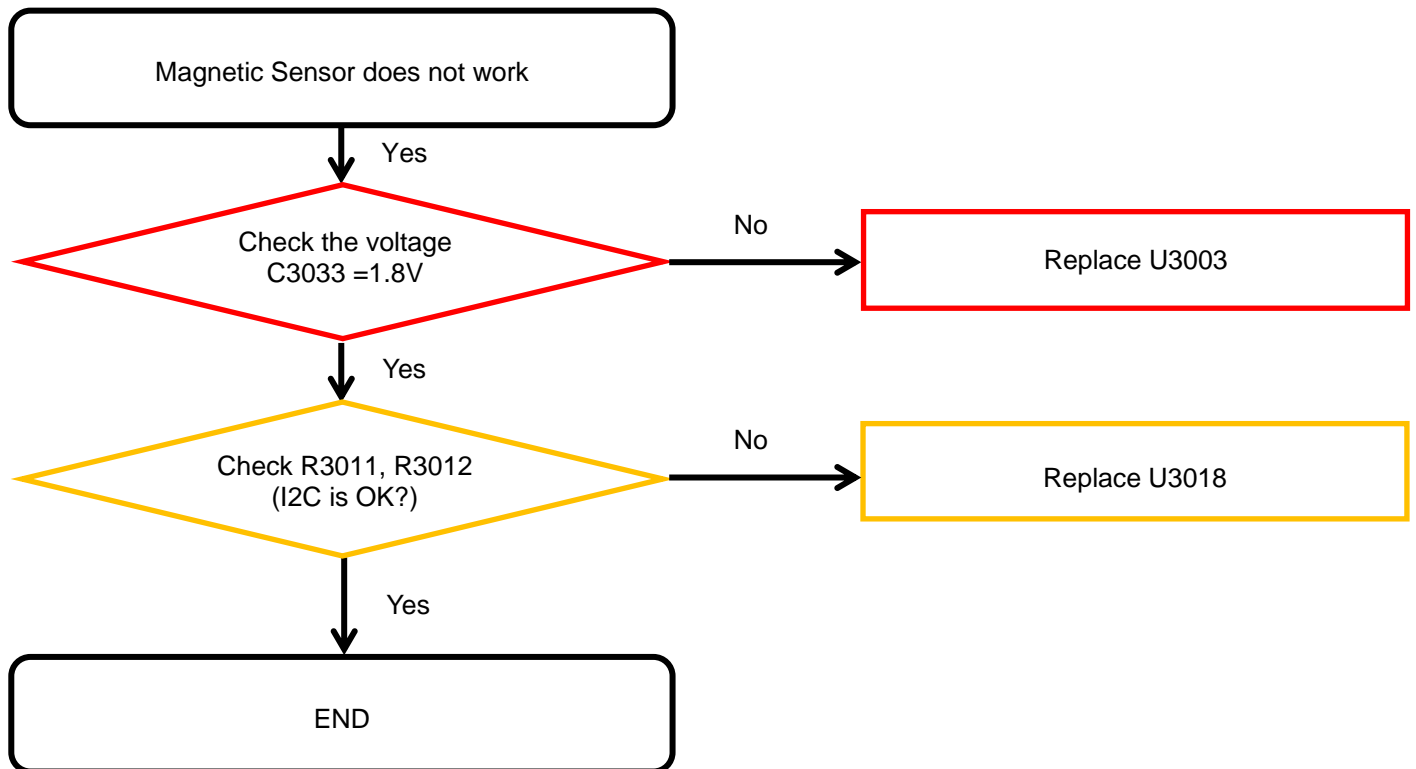 Magnetic Sensor does not work
Yes
Check the voltage
C3033 =1.8V
No
Replace U3003
Yes
Check R3011, R3012
(I2C is OK?)
No
Replace U3018
Yes
END